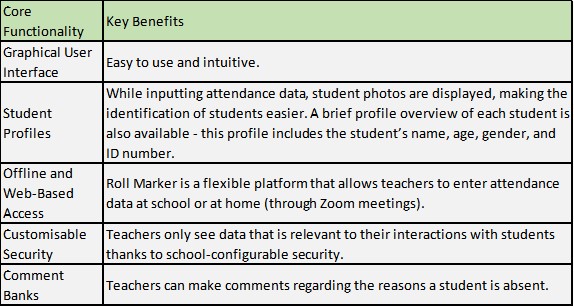 Core
Functionality
Key Benefits
Graphical User
Interface
Easy to use and intuitive.
Student
Profiles
While inputting attendance data, student photos are displayed, making the
identification of students easier. A brief profile overview of each student is
also available - this profile includes the student’s name, age, gender, and
ID number.
Offline and
Web-Based
Access
Roll Marker is a flexible platform that allows teachers to enter attendance
data at school or at home (through Zoom meetings).
Customisable
Security
Teachers only see data that is relevant to their interactions with students
thanks to school-configurable security.
Comment
Banks
Teachers can make comments regarding the reasons a student is absent.